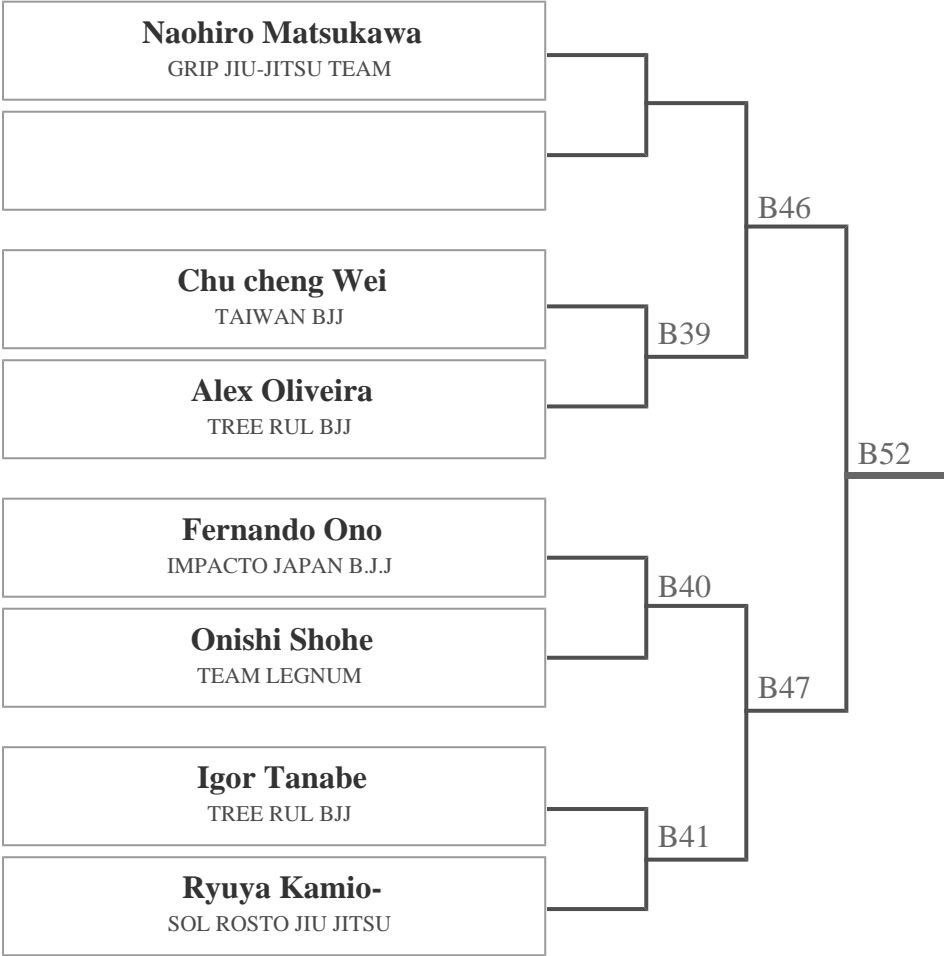 Naohiro Matsukawa
GRIP JIU-JITSU TEAM
B46
Chu cheng Wei
TAIWAN BJJ
B39
Alex Oliveira
TREE RUL BJJ
B52
Fernando Ono
IMPACTO JAPAN B.J.J
B40
Onishi Shohe
TEAM LEGNUM
B47
Igor Tanabe
TREE RUL BJJ
B41
Ryuya Kamio-
SOL ROSTO JIU JITSU